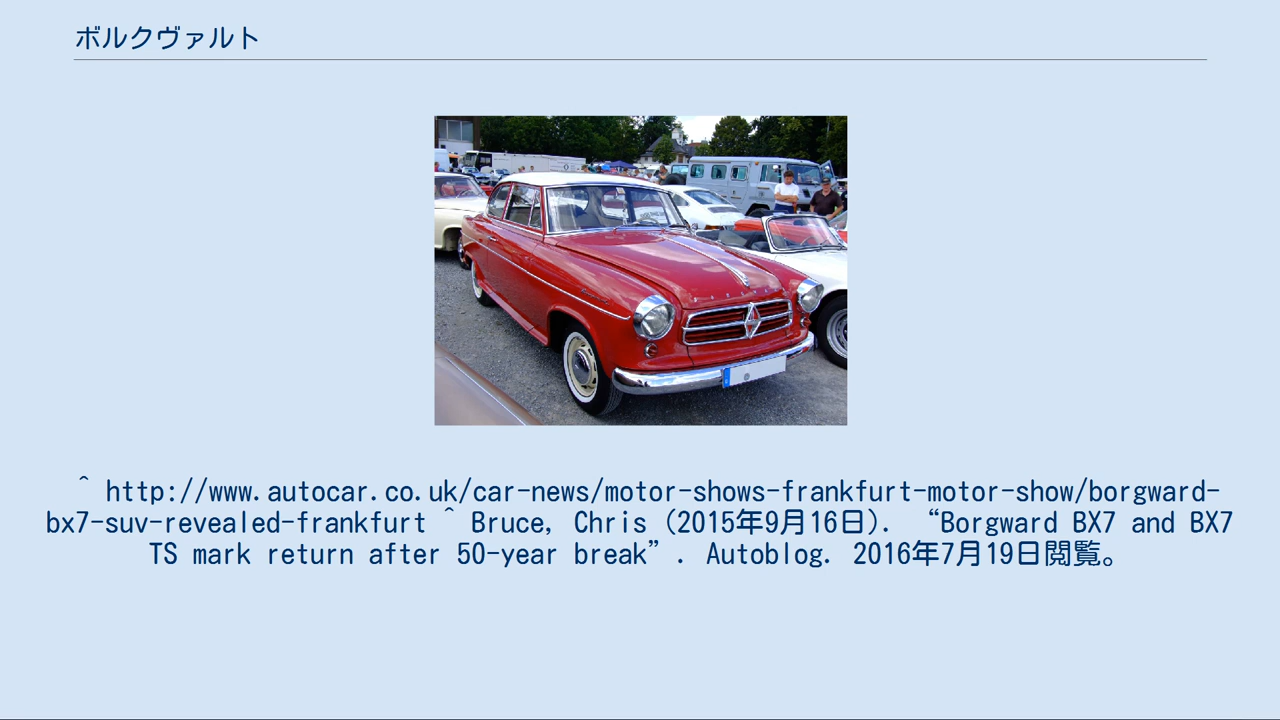 ボルクヴァルト
^ http://www.autocar.co.uk/car-news/motor-shows-frankfurt-motor-show/borgward-
bx7-suv-revealed-frankfurt ^ Bruce, Chris (2015年9月16日). “Borgward BX7 and BX7
TS mark return after 50-year break”. Autoblog. 2016年7月19日閲覧。